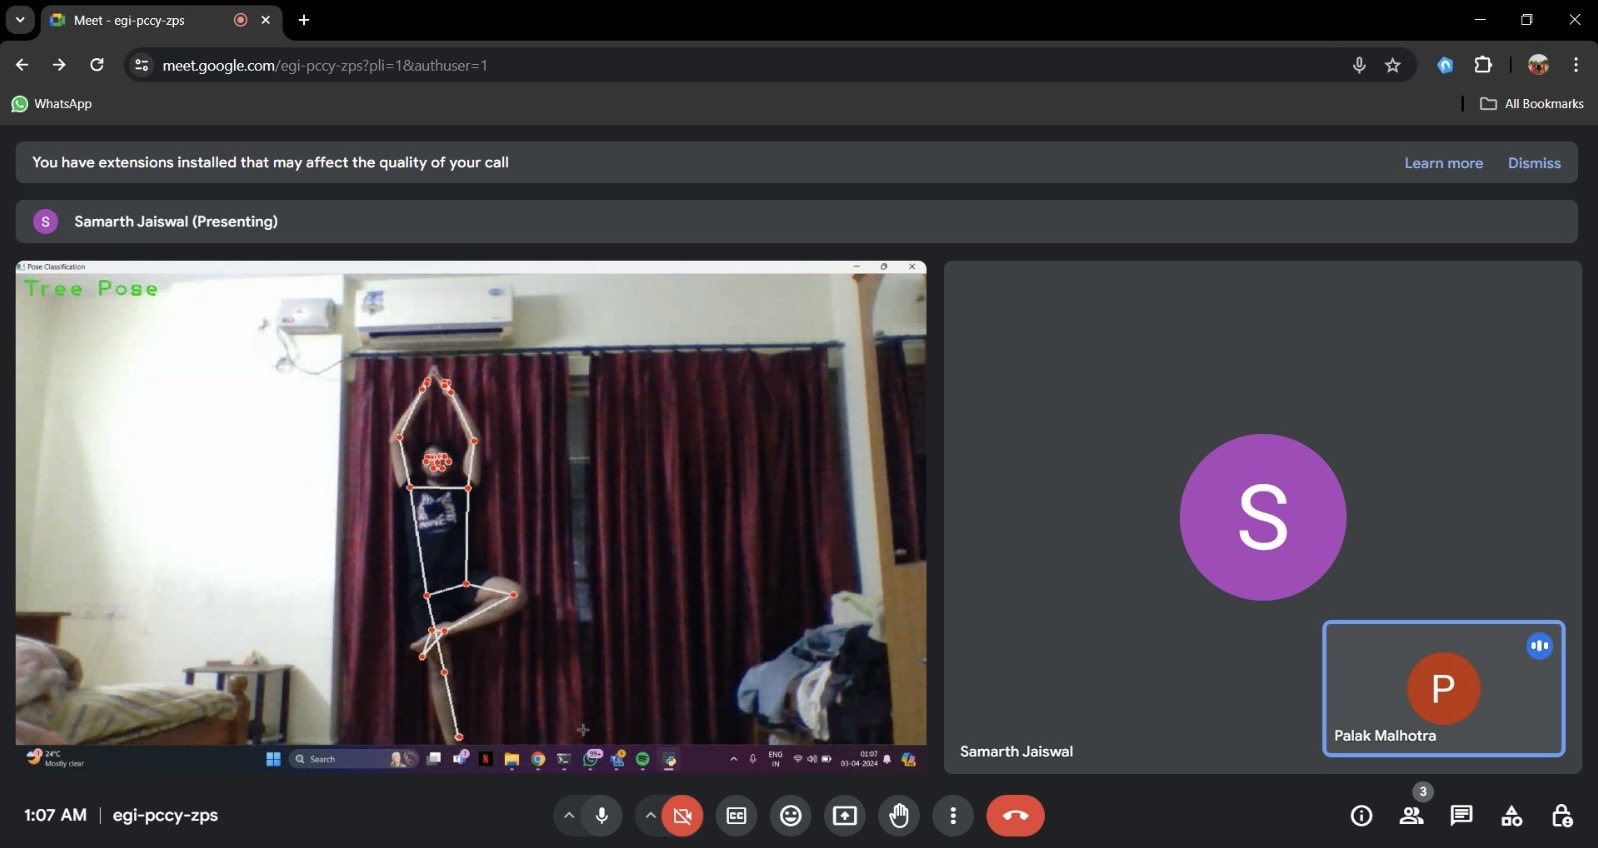 Meet - egi-pccy-zps
meet.google.com/egi-pccy-zps?pli=1&authuser=1
WhatsApp
All Bookmarks
You have extensions installed that may affect the quality of your call
Learn more
Dismiss
S
Samarth Jaiswal (Presenting)
Pose Classification
Tree Pose
S
P
Palak Malhotra
Samarth Jaiswal
24°C
Mostly clear
Search
99+
ENG
IN
01:07
03-04-2024
1:07 AM
egi-pccy-zps
CC
3